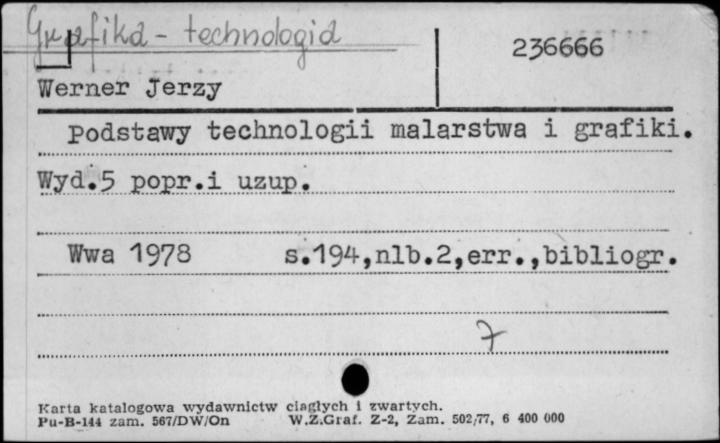 Grafika - technologia
236666
Werner Jerzy
Podstawy technologii malarstwa i grafiki.
Wyd.5 popr.i uzup.
Wwa 1978 s.194,nlb.2,err.,bibliogr.
7
Karta katalogowa wydawnictw ciągłych i zwartych.
Pu-B-144 zam. 567/DW/On W.Z.Graf. Z-2, Zam. 502/77, 6 400 000